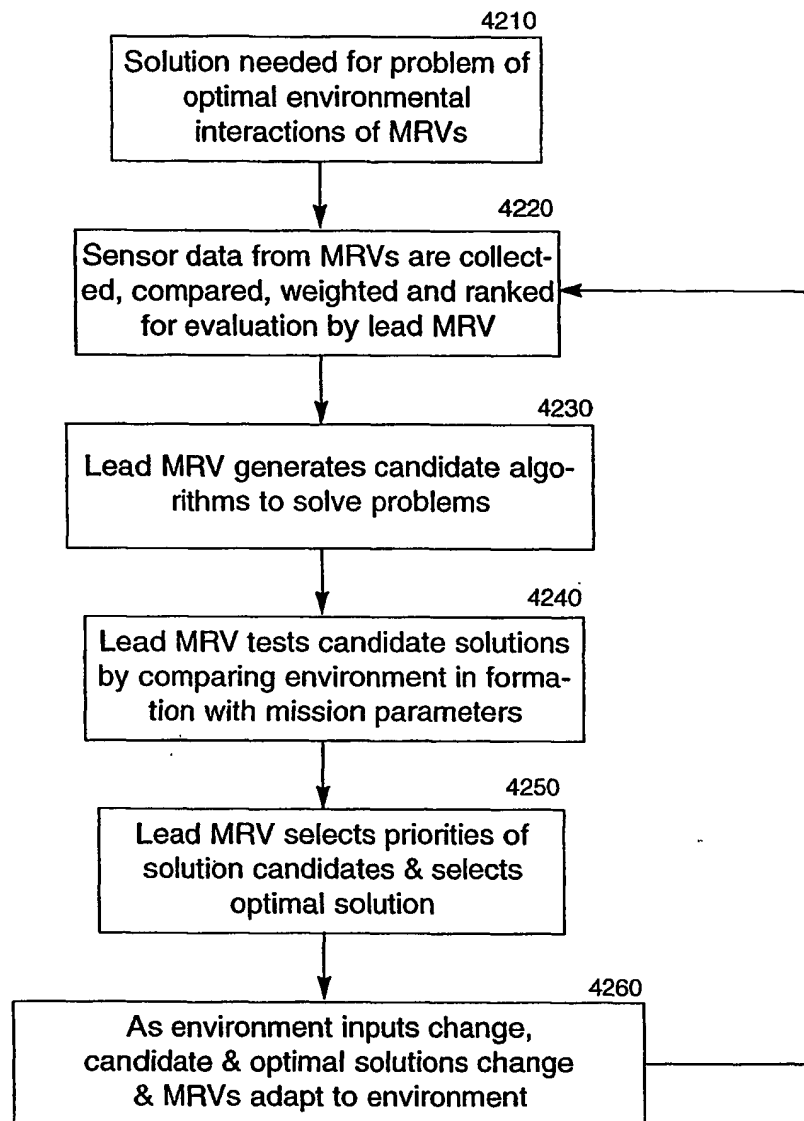 4210
Solution needed for problem of
optimal environmental
interactions of MRVs
4220
Sensor data from MRVs are collect-
ed, compared, weighted and ranked
for evaluation by lead MRV
4230
Lead MRV generates candidate algo-
rithms to solve problems
4240
Lead MRV tests candidate solutions
by comparing environment in forma-
tion with mission parameters
4250
Lead MRV selects priorities of
solution candidates & selects
optimal solution
4260
As environment inputs change,
candidate & optimal solutions change
& MRVs adapt to environment